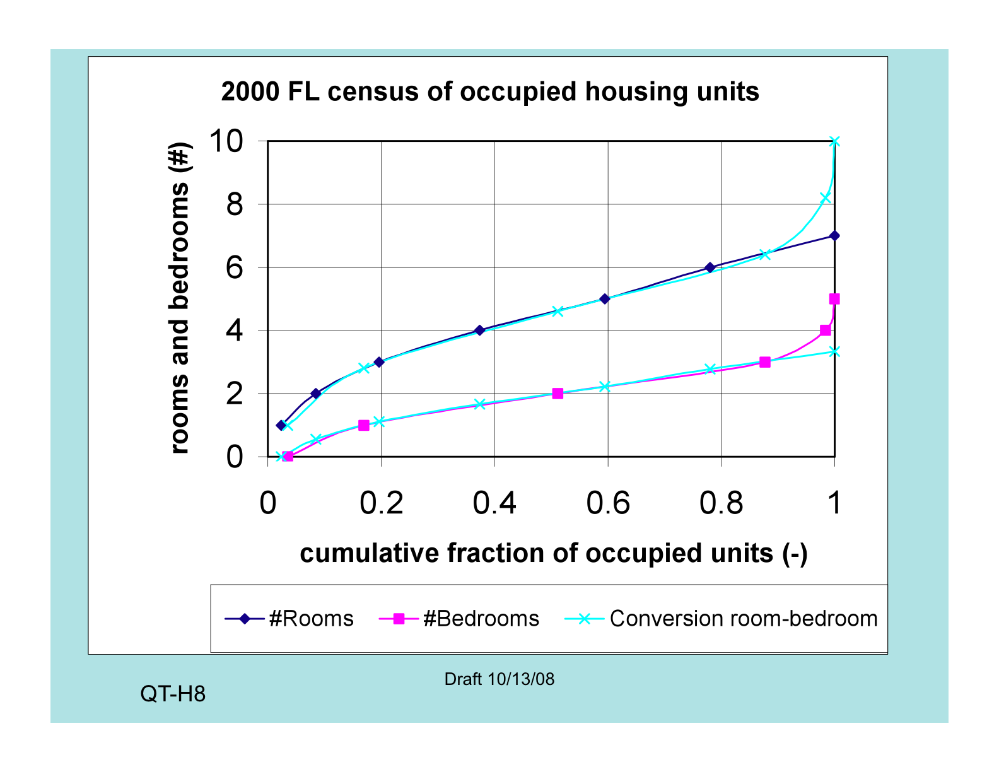 2000 FL census of occupied housing units
rooms and bedrooms (#)
10
8
6
4
2
0
0 0.2 0.4 0.6 0.8 1
cumulative fraction of occupied units (-)
#Rooms #Bedrooms Conversion room-bedroom
Draft 10/13/08
QT-H8